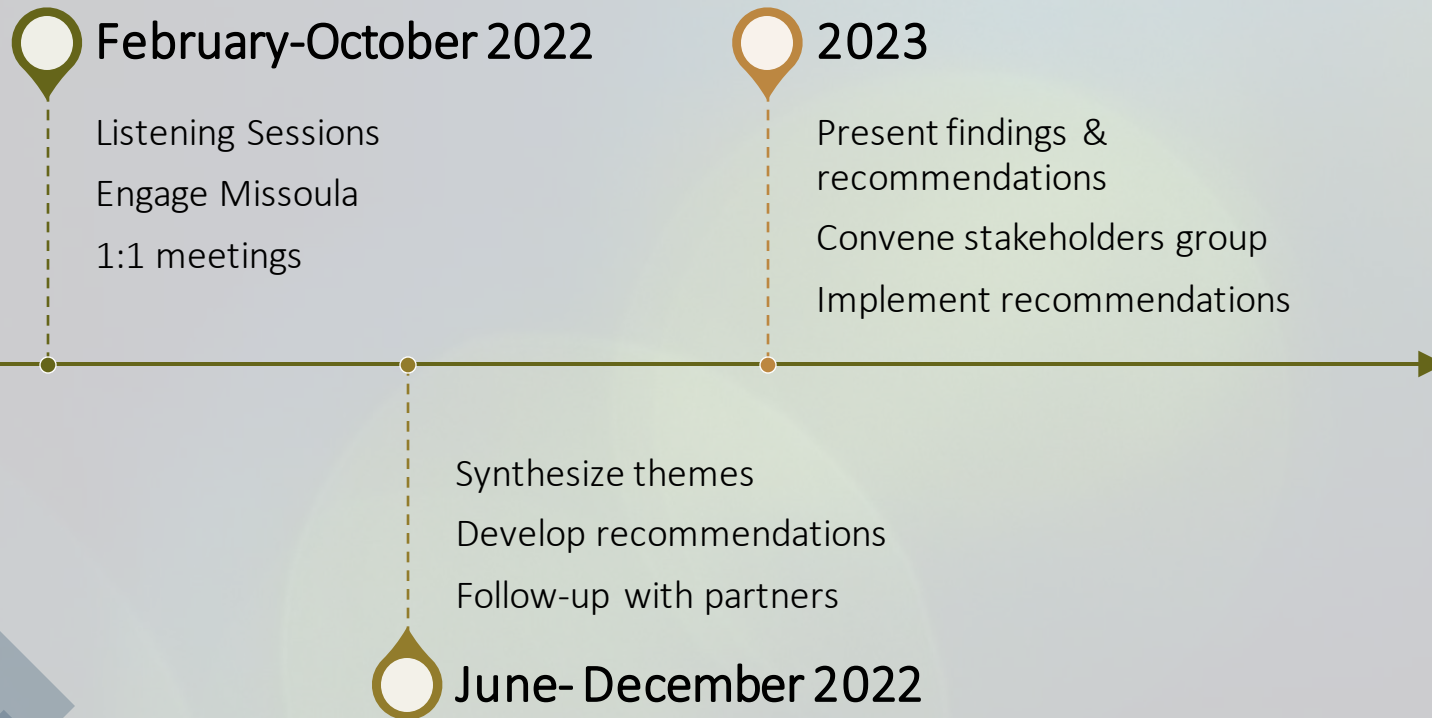 February-October 2022
Listening Sessions
Engage Missoula
1:1 meetings
2023
Present findings &
recommendations
Convene stakeholders group
Implement recommendations
Synthesize themes
Develop recommendations
Follow-up with partners
June- December 2022